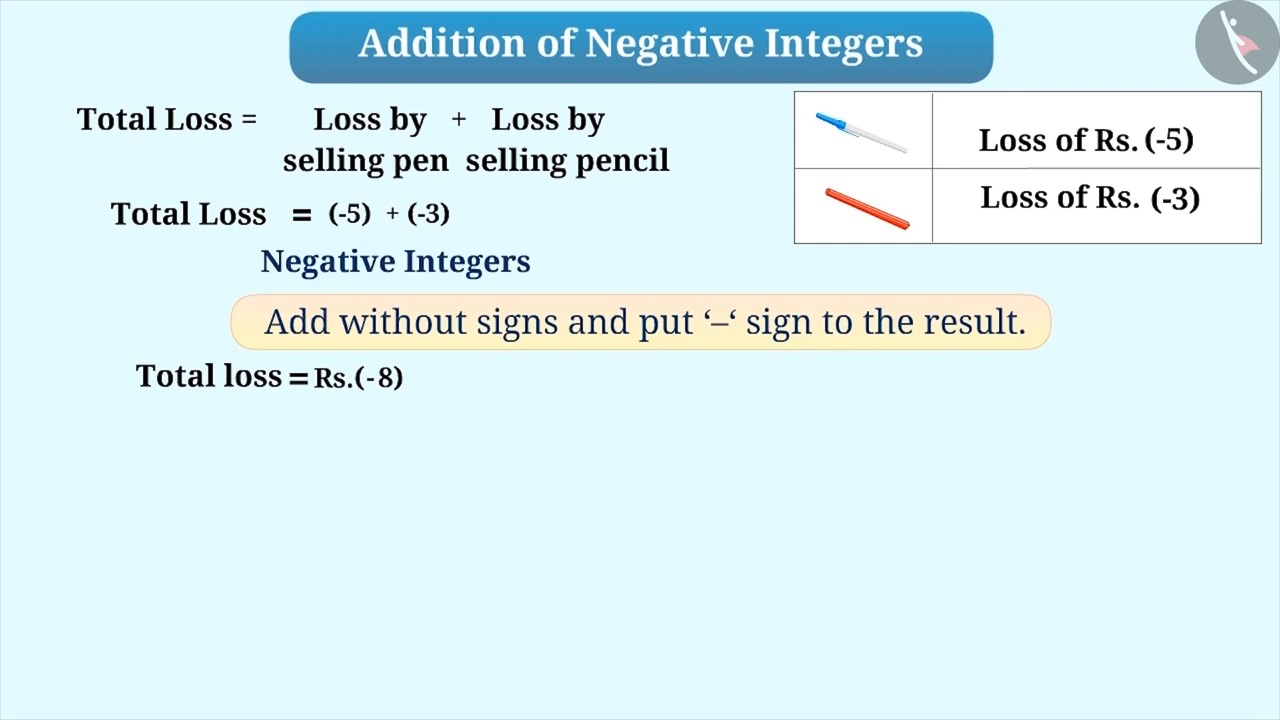 Addition of Negative Integers
Total Loss = Loss by + Loss by
selling pen selling pencil
Total Loss = (-5) + (-3)
Negative Integers
Add without signs and put ‘–‘ sign to the result.
Total loss = Rs.(-8)
Loss of Rs. (-5)
Loss of Rs. (-3)